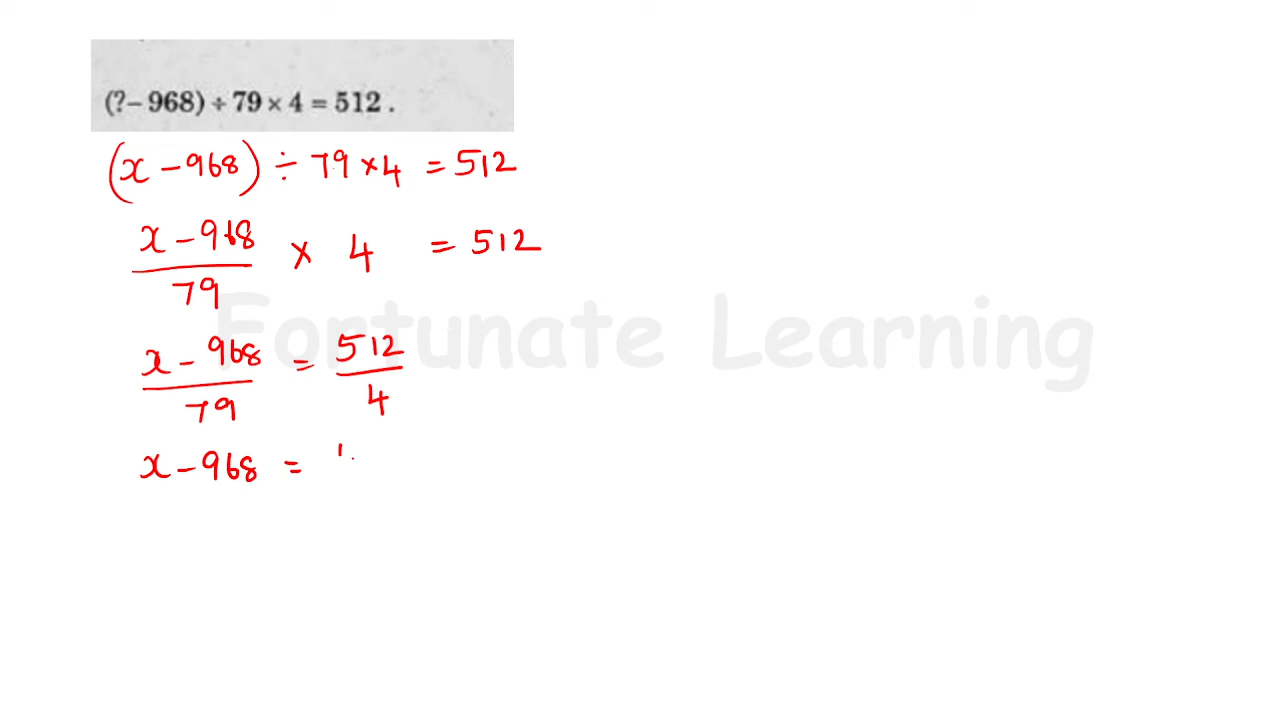 (?– 968) ÷ 79 × 4 = 512 .
(x – 968) ÷ 79 × 4 = 512
x – 968
79
× 4 = 512
Fortunate Learning
x – 968
79
=
512
4
x – 968 =